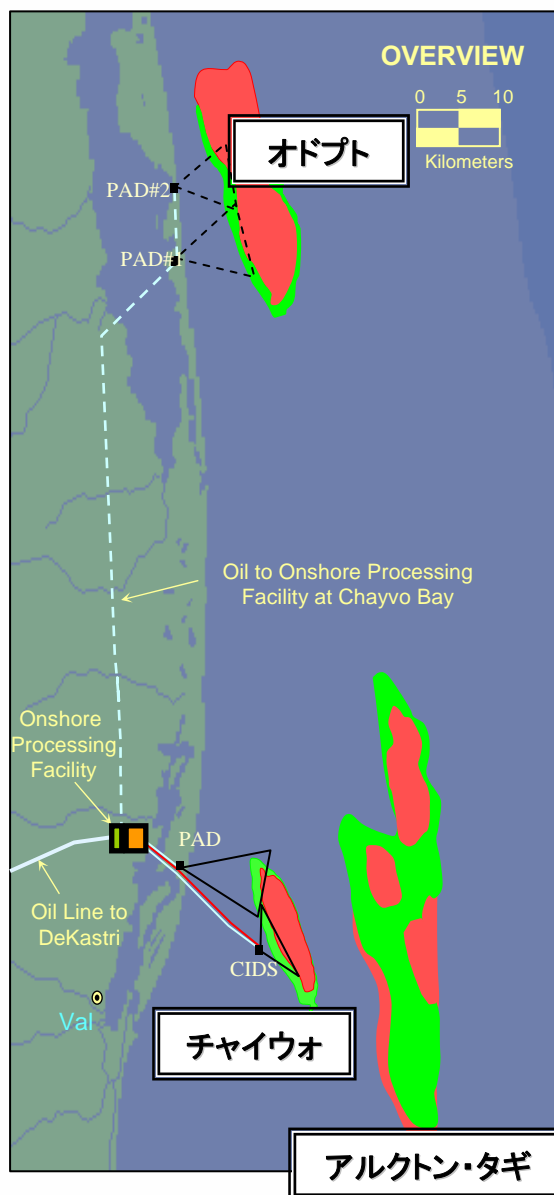 OVERVIEW
0 5 10
Kilometers
オドプト
PAD#2
PAD#
Oil to Onshore Processing
Facility at Chayvo Bay
Onshore
Processing
Facility
PAD
Oil Line to
DeKastri
CIDS
Val
チャイウォ
アルクトン・タギ